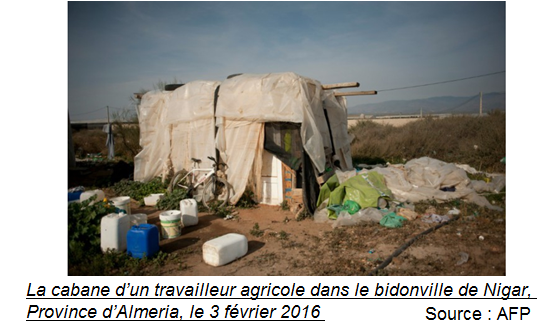 La cabane d'un travailleur agricole dans le bidonville de Nigar,
Province d'Almeria, le 3 février 2016 Source : AFP